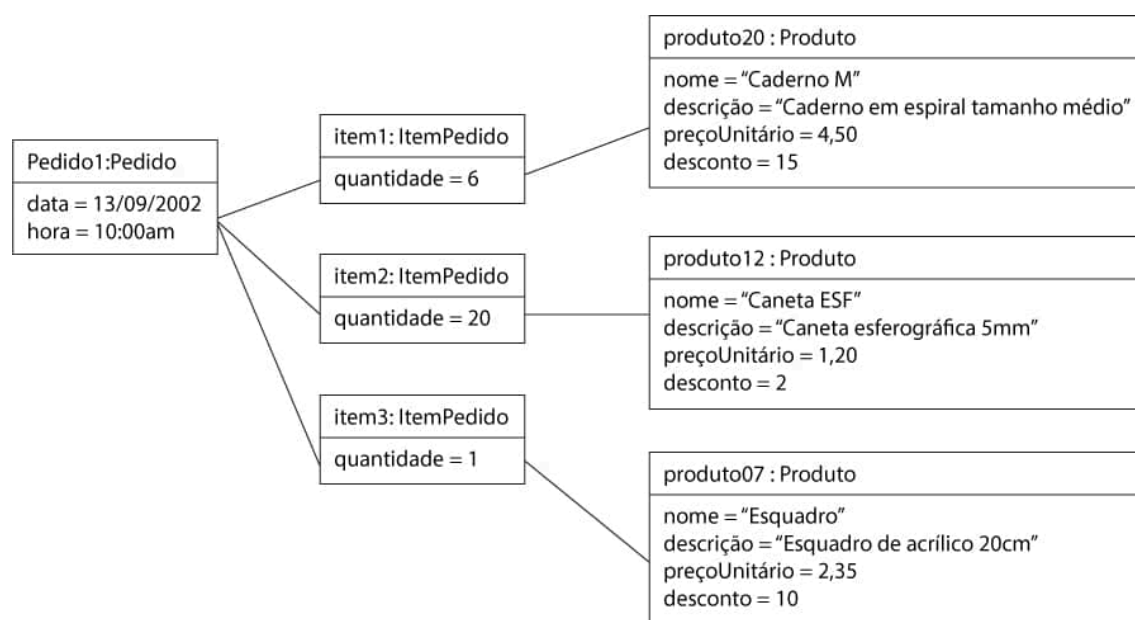 Pedido1:Pedido
data = 13/09/2002
hora = 10:00am
item1: ItemPedido
quantidade = 6
item2: ItemPedido
quantidade = 20
item3: ItemPedido
quantidade = 1
produto20 : Produto
nome = “Caderno M”
descrição = “Caderno em espiral tamanho médio”
preçoUnitário = 4,50
desconto = 15
produto12 : Produto
nome = “Caneta ESF”
descrição = “Caneta esferográfica 5mm”
preçoUnitário = 1,20
desconto = 2
produto07 : Produto
nome = “Esquadro”
descrição = “Esquadro de acrílico 20cm”
preçoUnitário = 2,35
desconto = 10